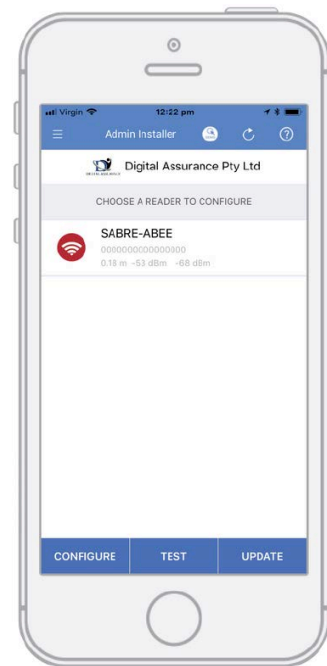 Virgin 12:22 pm
Admin Installer
Digital Assurance Pty Ltd
CHOOSE A READER TO CONFIGURE
SABRE-ABEE
0000000000000000
0.18 m -53 dBm -68 dBm
CONFIGURE TEST UPDATE